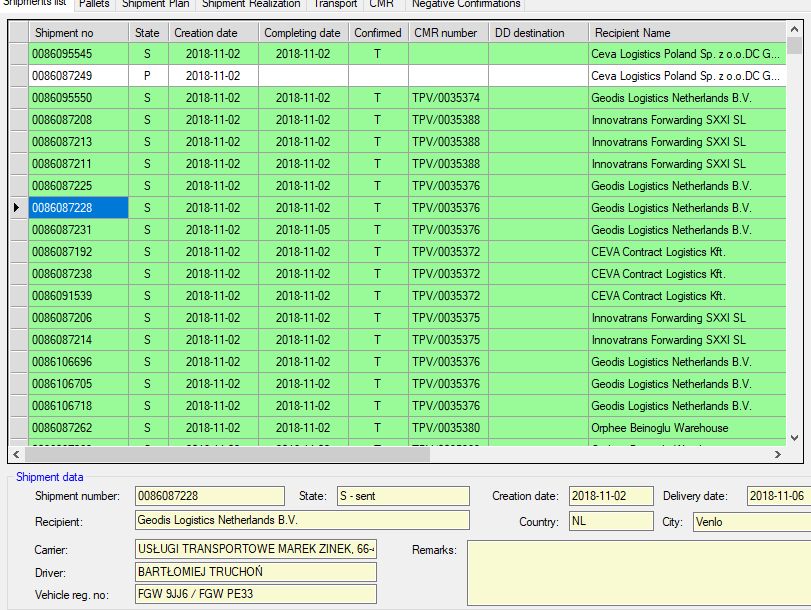 Shipments list Pallets Shipment Plan Shipment Realization Transport CMR Negative Confirmations
Shipment no State Creation date Completing date Confirmed CMR number DD destination Recipient Name
0086095545 S 2018-11-02 2018-11-02 T Ceva Logistics Poland Sp. z o.o.DC G...
0086087249 P 2018-11-02 Ceva Logistics Poland Sp. z o.o.DC G...
0086095550 S 2018-11-02 2018-11-02 T TPV/0035374 Geodis Logistics Netherlands B.V.
0086087208 S 2018-11-02 2018-11-02 T TPV/0035388 Innovatrans Forwarding SXXI SL
0086087213 S 2018-11-02 2018-11-02 T TPV/0035388 Innovatrans Forwarding SXXI SL
0086087211 S 2018-11-02 2018-11-02 T TPV/0035388 Innovatrans Forwarding SXXI SL
0086087225 S 2018-11-02 2018-11-02 T TPV/0035376 Geodis Logistics Netherlands B.V.
0086087228 S 2018-11-02 2018-11-02 T TPV/0035376 Geodis Logistics Netherlands B.V.
0086087231 S 2018-11-02 2018-11-05 T TPV/0035376 Geodis Logistics Netherlands B.V.
0086087192 S 2018-11-02 2018-11-02 T TPV/0035372 CEVA Contract Logistics Kft.
0086087238 S 2018-11-02 2018-11-02 T TPV/0035372 CEVA Contract Logistics Kft.
0086091539 S 2018-11-02 2018-11-02 T TPV/0035372 CEVA Contract Logistics Kft.
0086087206 S 2018-11-02 2018-11-02 T TPV/0035375 Innovatrans Forwarding SXXI SL
0086087214 S 2018-11-02 2018-11-02 T TPV/0035375 Innovatrans Forwarding SXXI SL
0086106696 S 2018-11-02 2018-11-02 T TPV/0035376 Geodis Logistics Netherlands B.V.
0086106705 S 2018-11-02 2018-11-02 T TPV/0035376 Geodis Logistics Netherlands B.V.
0086106718 S 2018-11-02 2018-11-02 T TPV/0035376 Geodis Logistics Netherlands B.V.
0086087262 S 2018-11-02 2018-11-02 T TPV/0035380 Orphee Beinoglu Warehouse
Shipment data
Shipment number: 0086087228 State: S - sent Creation date: 2018-11-02 Delivery date: 2018-11-06
Recipient: Geodis Logistics Netherlands B.V. Country: NL City: Venlo
Carrier: USŁUGI TRANSPORTOWE MAREK ZINEK, 66-4 Remarks:
Driver: BARTŁOMIEJ TRUCHOŃ
Vehicle reg. no: FGW 9JJ6 / FGW PE33